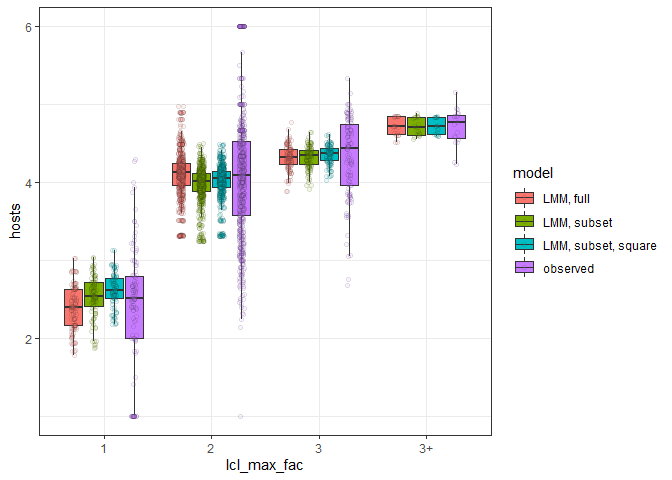 6
4
2
hosts
1
2
3
3+
lcl_max_fac
model
LMM, full
LMM, subset
LMM, subset, square
observed